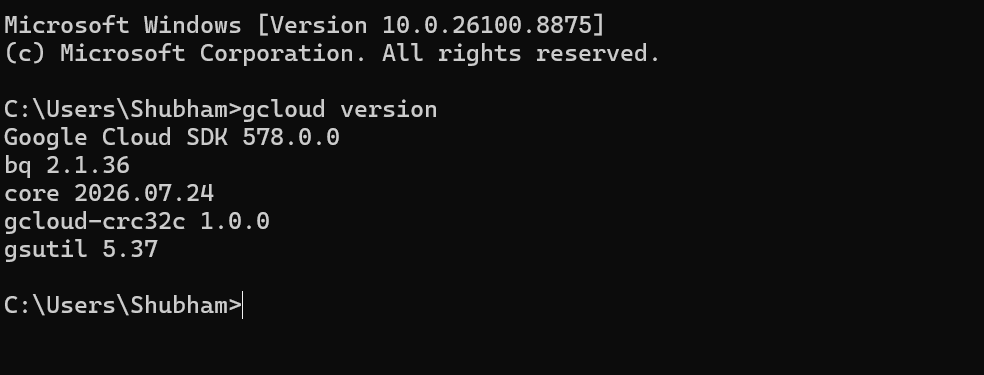 Microsoft Windows [Version 10.0.26100.8875]
(c) Microsoft Corporation. All rights reserved.
C:\Users\Shubham>gcloud version
Google Cloud SDK 578.0.0
bq 2.1.36
core 2026.07.24
gcloud-crc32c 1.0.0
gsutil 5.37
C:\Users\Shubham>